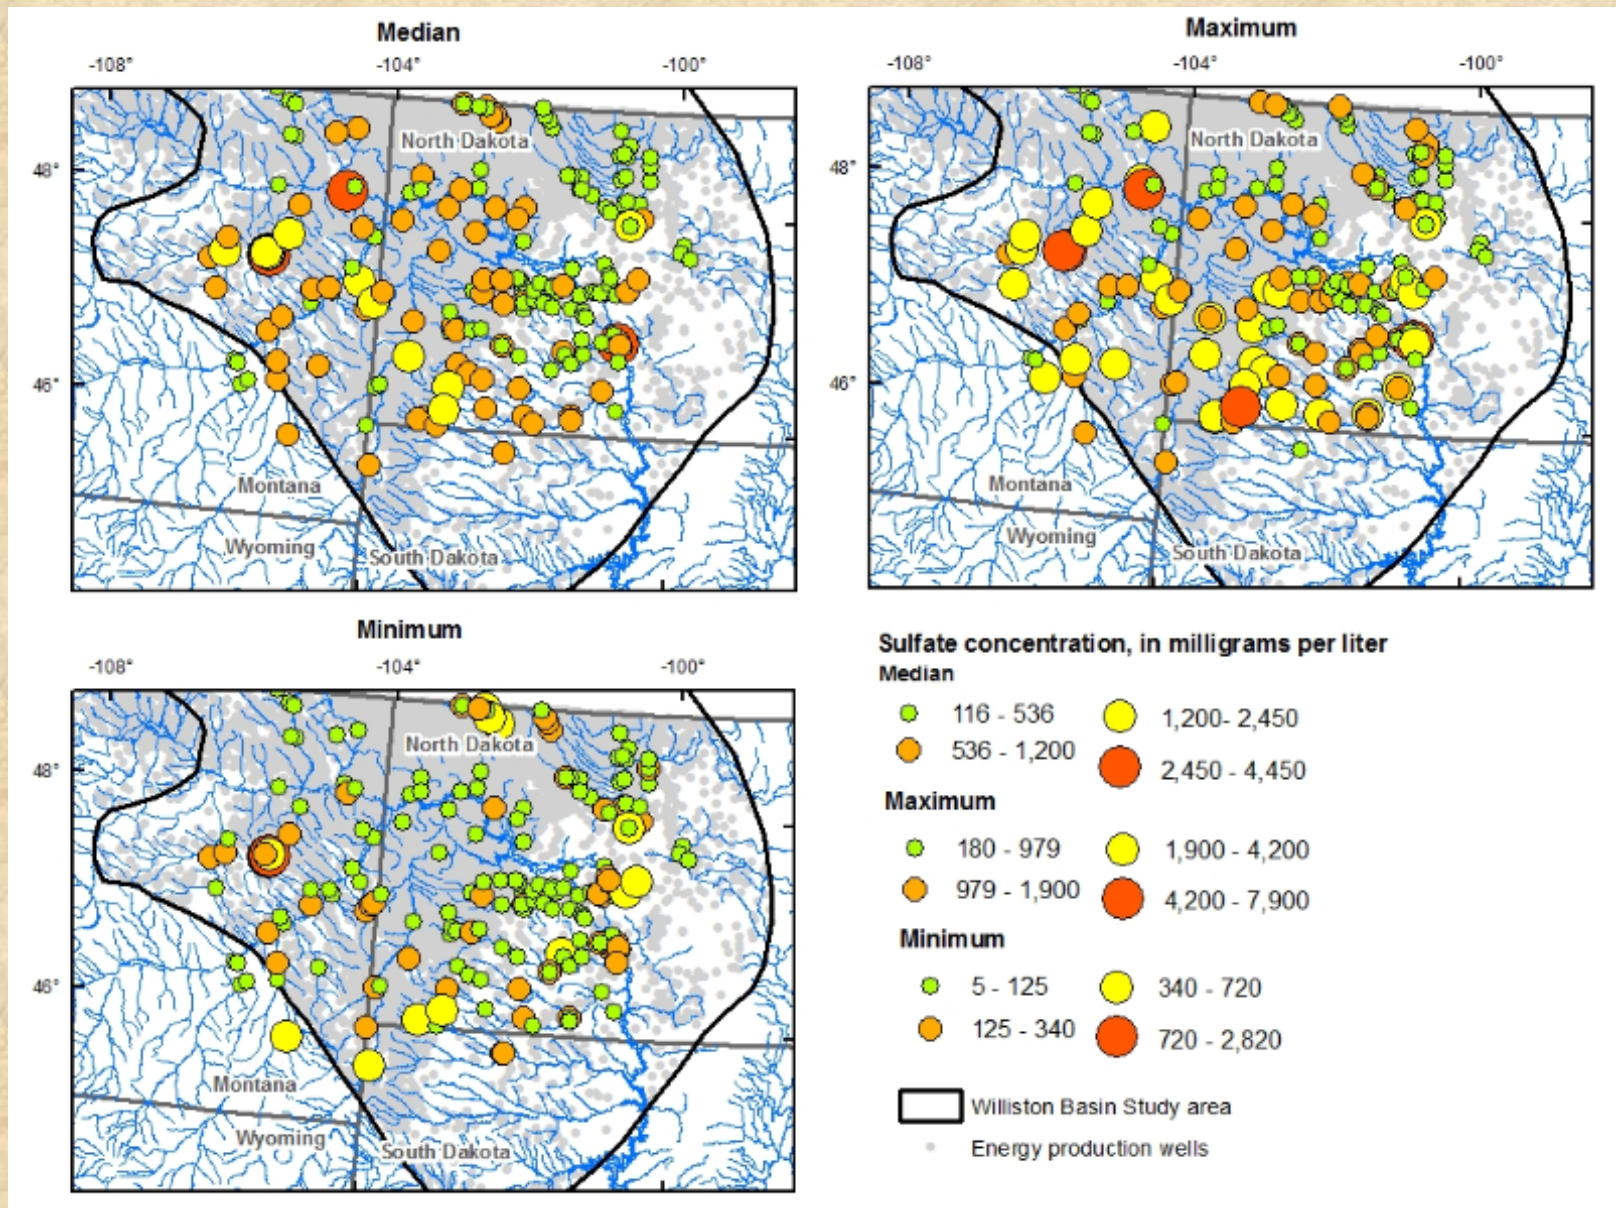 Median
-108° -104° -100°
48°
46°
North Dakota
Montana
Wyoming
South Dakota
Maximum
-108° -104° -100°
48°
46°
North Dakota
Montana
Wyoming
South Dakota
Minimum
-108° -104° -100°
48°
46°
North Dakota
Montana
Wyoming
South Dakota
Sulfate concentration, in milligrams per liter
Median
116 - 536 1,200- 2,450
536 - 1,200 2,450 - 4,450
Maximum
180 - 979 1,900 - 4,200
979 - 1,900 4,200 - 7,900
Minimum
5 - 125 340 - 720
125 - 340 720 - 2,820
Williston Basin Study area
Energy production wells